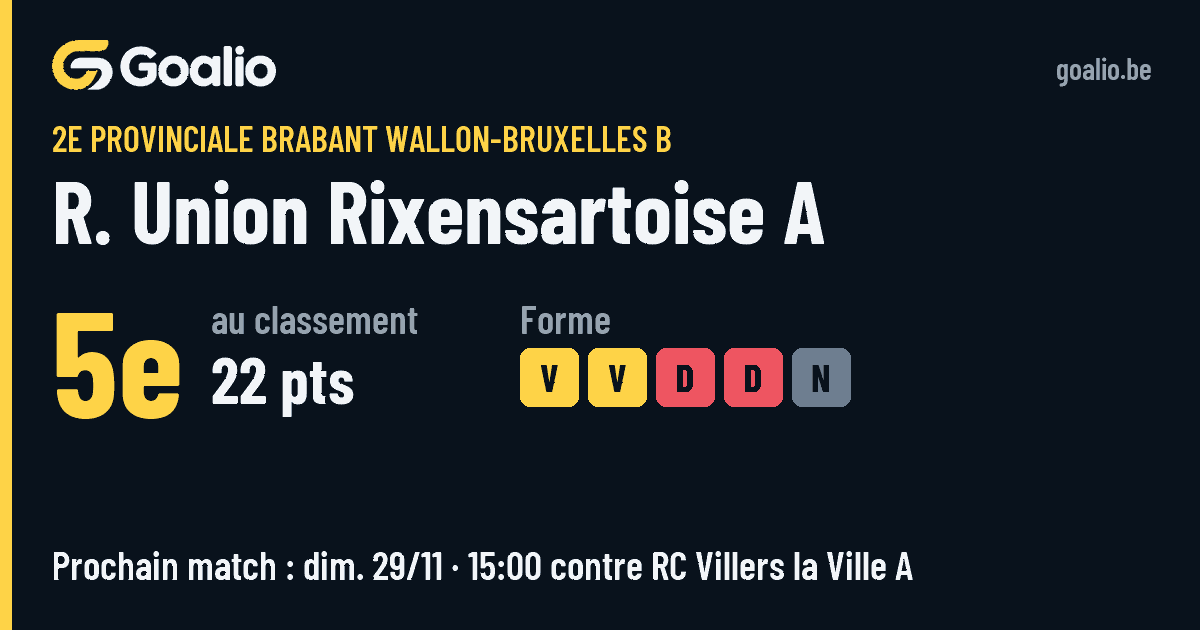 Goalio
goalio.be
2E PROVINCIALE BRABANT WALLON-BRUXELLES B
R. Union Rixensartoise A
5e
au classement
22 pts
Forme
V V D D N
Prochain match : dim. 29/11 · 15:00 contre RC Villers la Ville A